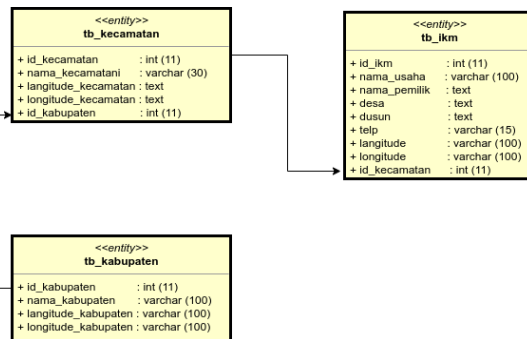 <<entity>>
tb_kecamatan
+ id_kecamatan : int (11)
+ nama_kecamatani : varchar (30)
+ langitude_kecamatan : text
+ longitude_kecamatan : text
+ id_kabupaten : int (11)
<<entity>>
tb_ikm
+ id_ikm : int (11)
+ nama_usaha : varchar (100)
+ nama_pemilik : text
+ desa : text
+ dusun : text
+ telp : varchar (15)
+ langitude : varchar (100)
+ longitude : varchar (100)
+ id_kecamatan : int (11)
<<entity>>
tb_kabupaten
+ id_kabupaten : int (11)
+ nama_kabupaten : varchar (100)
+ langitude_kabupaten : varchar (100)
+ longitude_kabupaten : varchar (100)